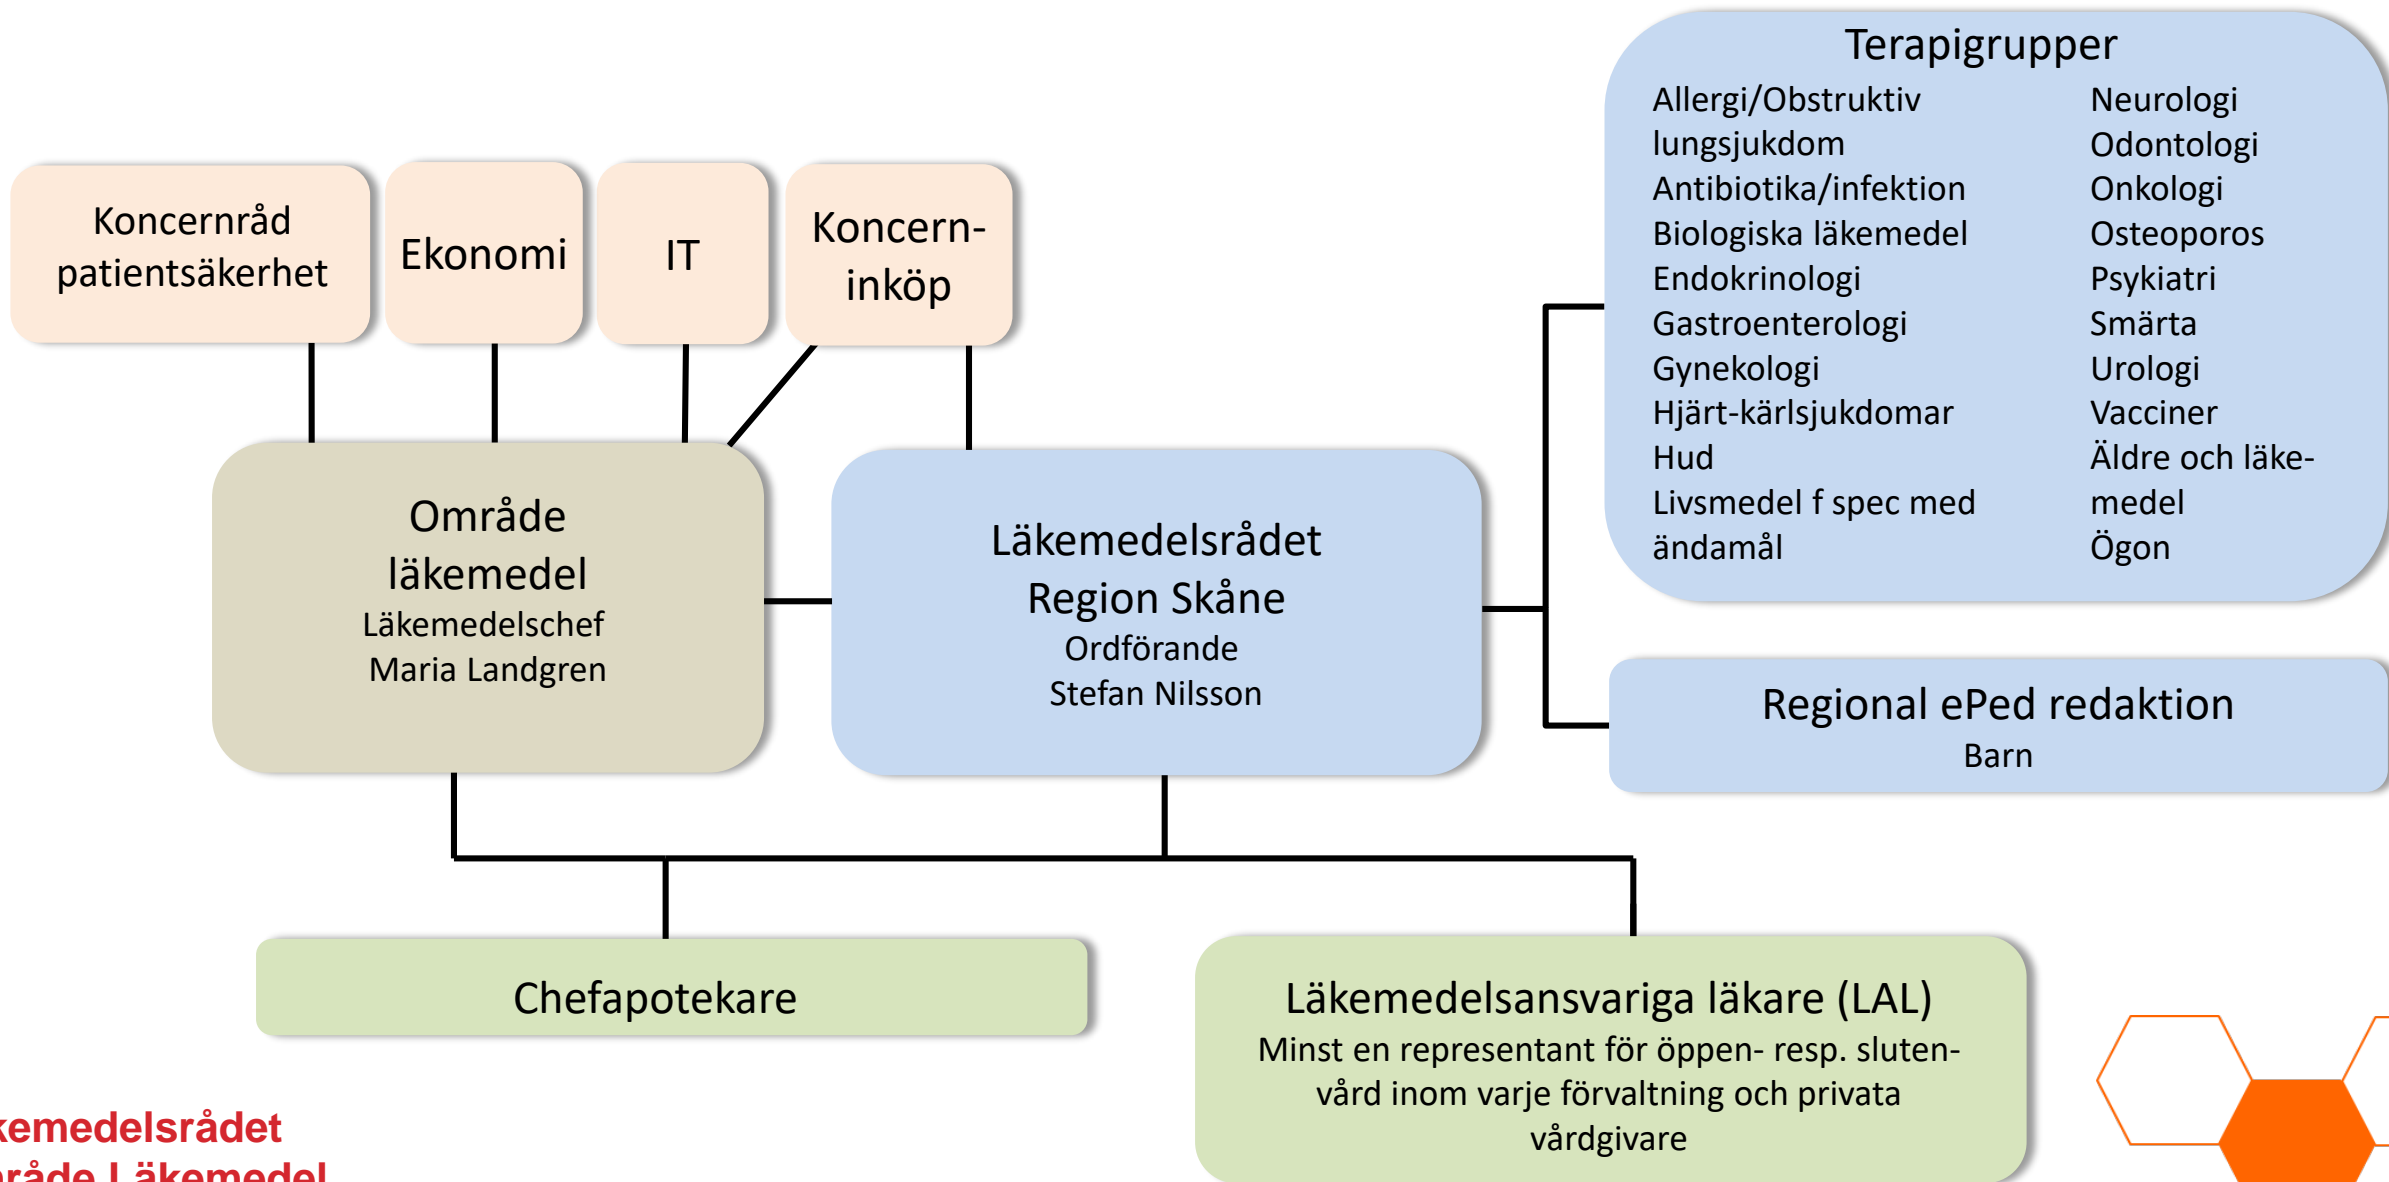 Terapigrupper
Allergi/Obstruktiv
lungsjukdom
Antibiotika/infektion
Biologiska läkemedel
Endokrinologi
Gastroenterologi
Gynekologi
Hjärt-kärlsjukdomar
Hud
Livsmedel f spec med
ändamål
Neurologi
Odontologi
Onkologi
Osteoporos
Psykiatri
Smärta
Urologi
Vacciner
Äldre och läke-
medel
Ögon
Koncernråd
patientsäkerhet
Ekonomi
IT
Koncern-
inköp
Område
läkemedel
Läkemedelschef
Maria Landgren
Läkemedelsrådet
Region Skåne
Ordförande
Stefan Nilsson
Regional ePed redaktion
Barn
Chefapotekare
Läkemedelsansvariga läkare (LAL)
Minst en representant för öppen- resp. sluten-
vård inom varje förvaltning och privata
vårdgivare
kemedelsrådet
mråde Läkemedel